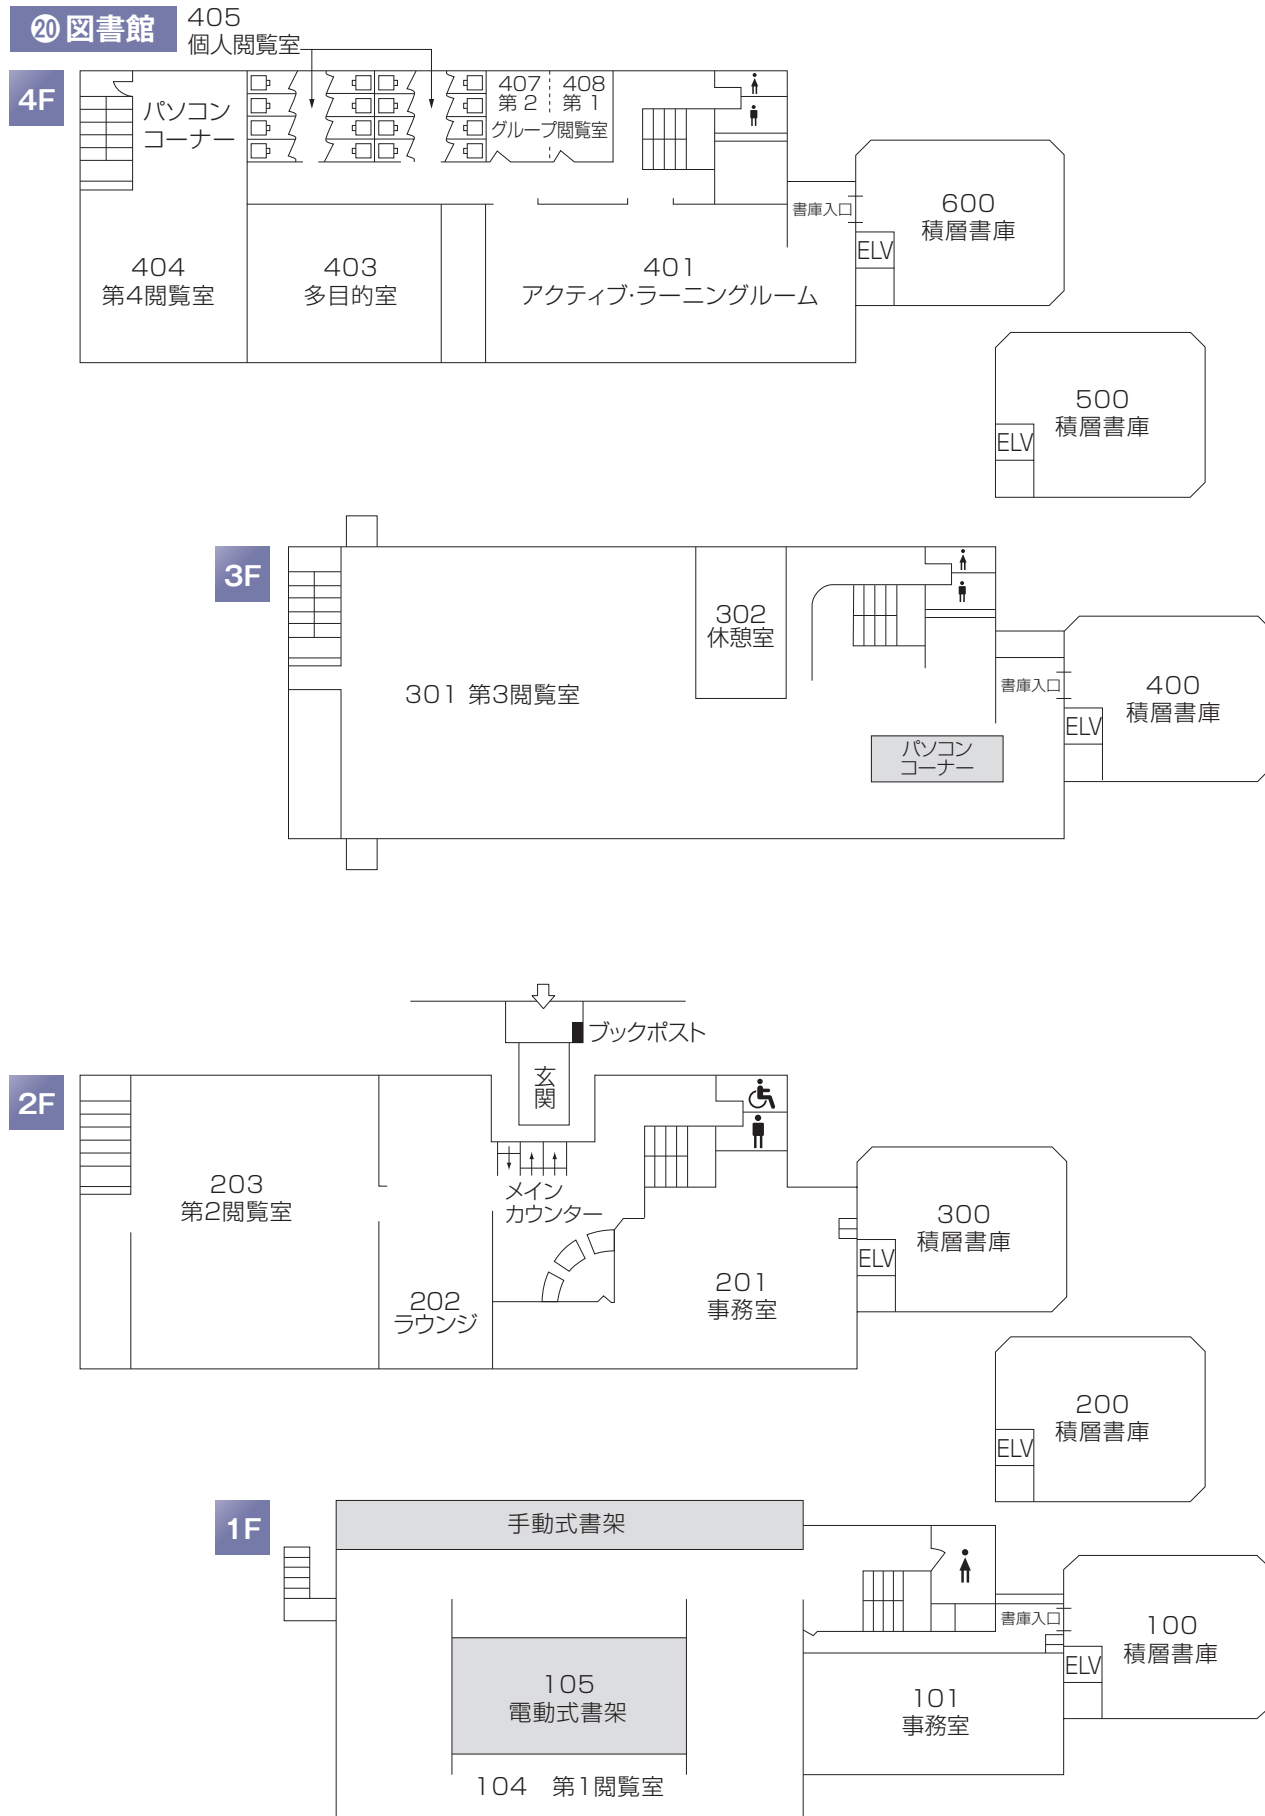 ⑳図書館
405
個人閲覧室
4F
パソコン
コーナー
407
第 2
408
第 1
グループ閲覧室
書庫入口
600
積層書庫
ELV
404
第4閲覧室
403
多目的室
401
アクティブ・ラーニングルーム
500
積層書庫
ELV
3F
302
休憩室
301 第3閲覧室
書庫入口
400
積層書庫
ELV
パソコン
コーナー
ブックポスト
玄
関
2F
203
第2閲覧室
メイン
カウンター
202
ラウンジ
201
事務室
300
積層書庫
ELV
200
積層書庫
ELV
1F
手動式書架
書庫入口
100
積層書庫
ELV
105
電動式書架
101
事務室
104 第1閲覧室